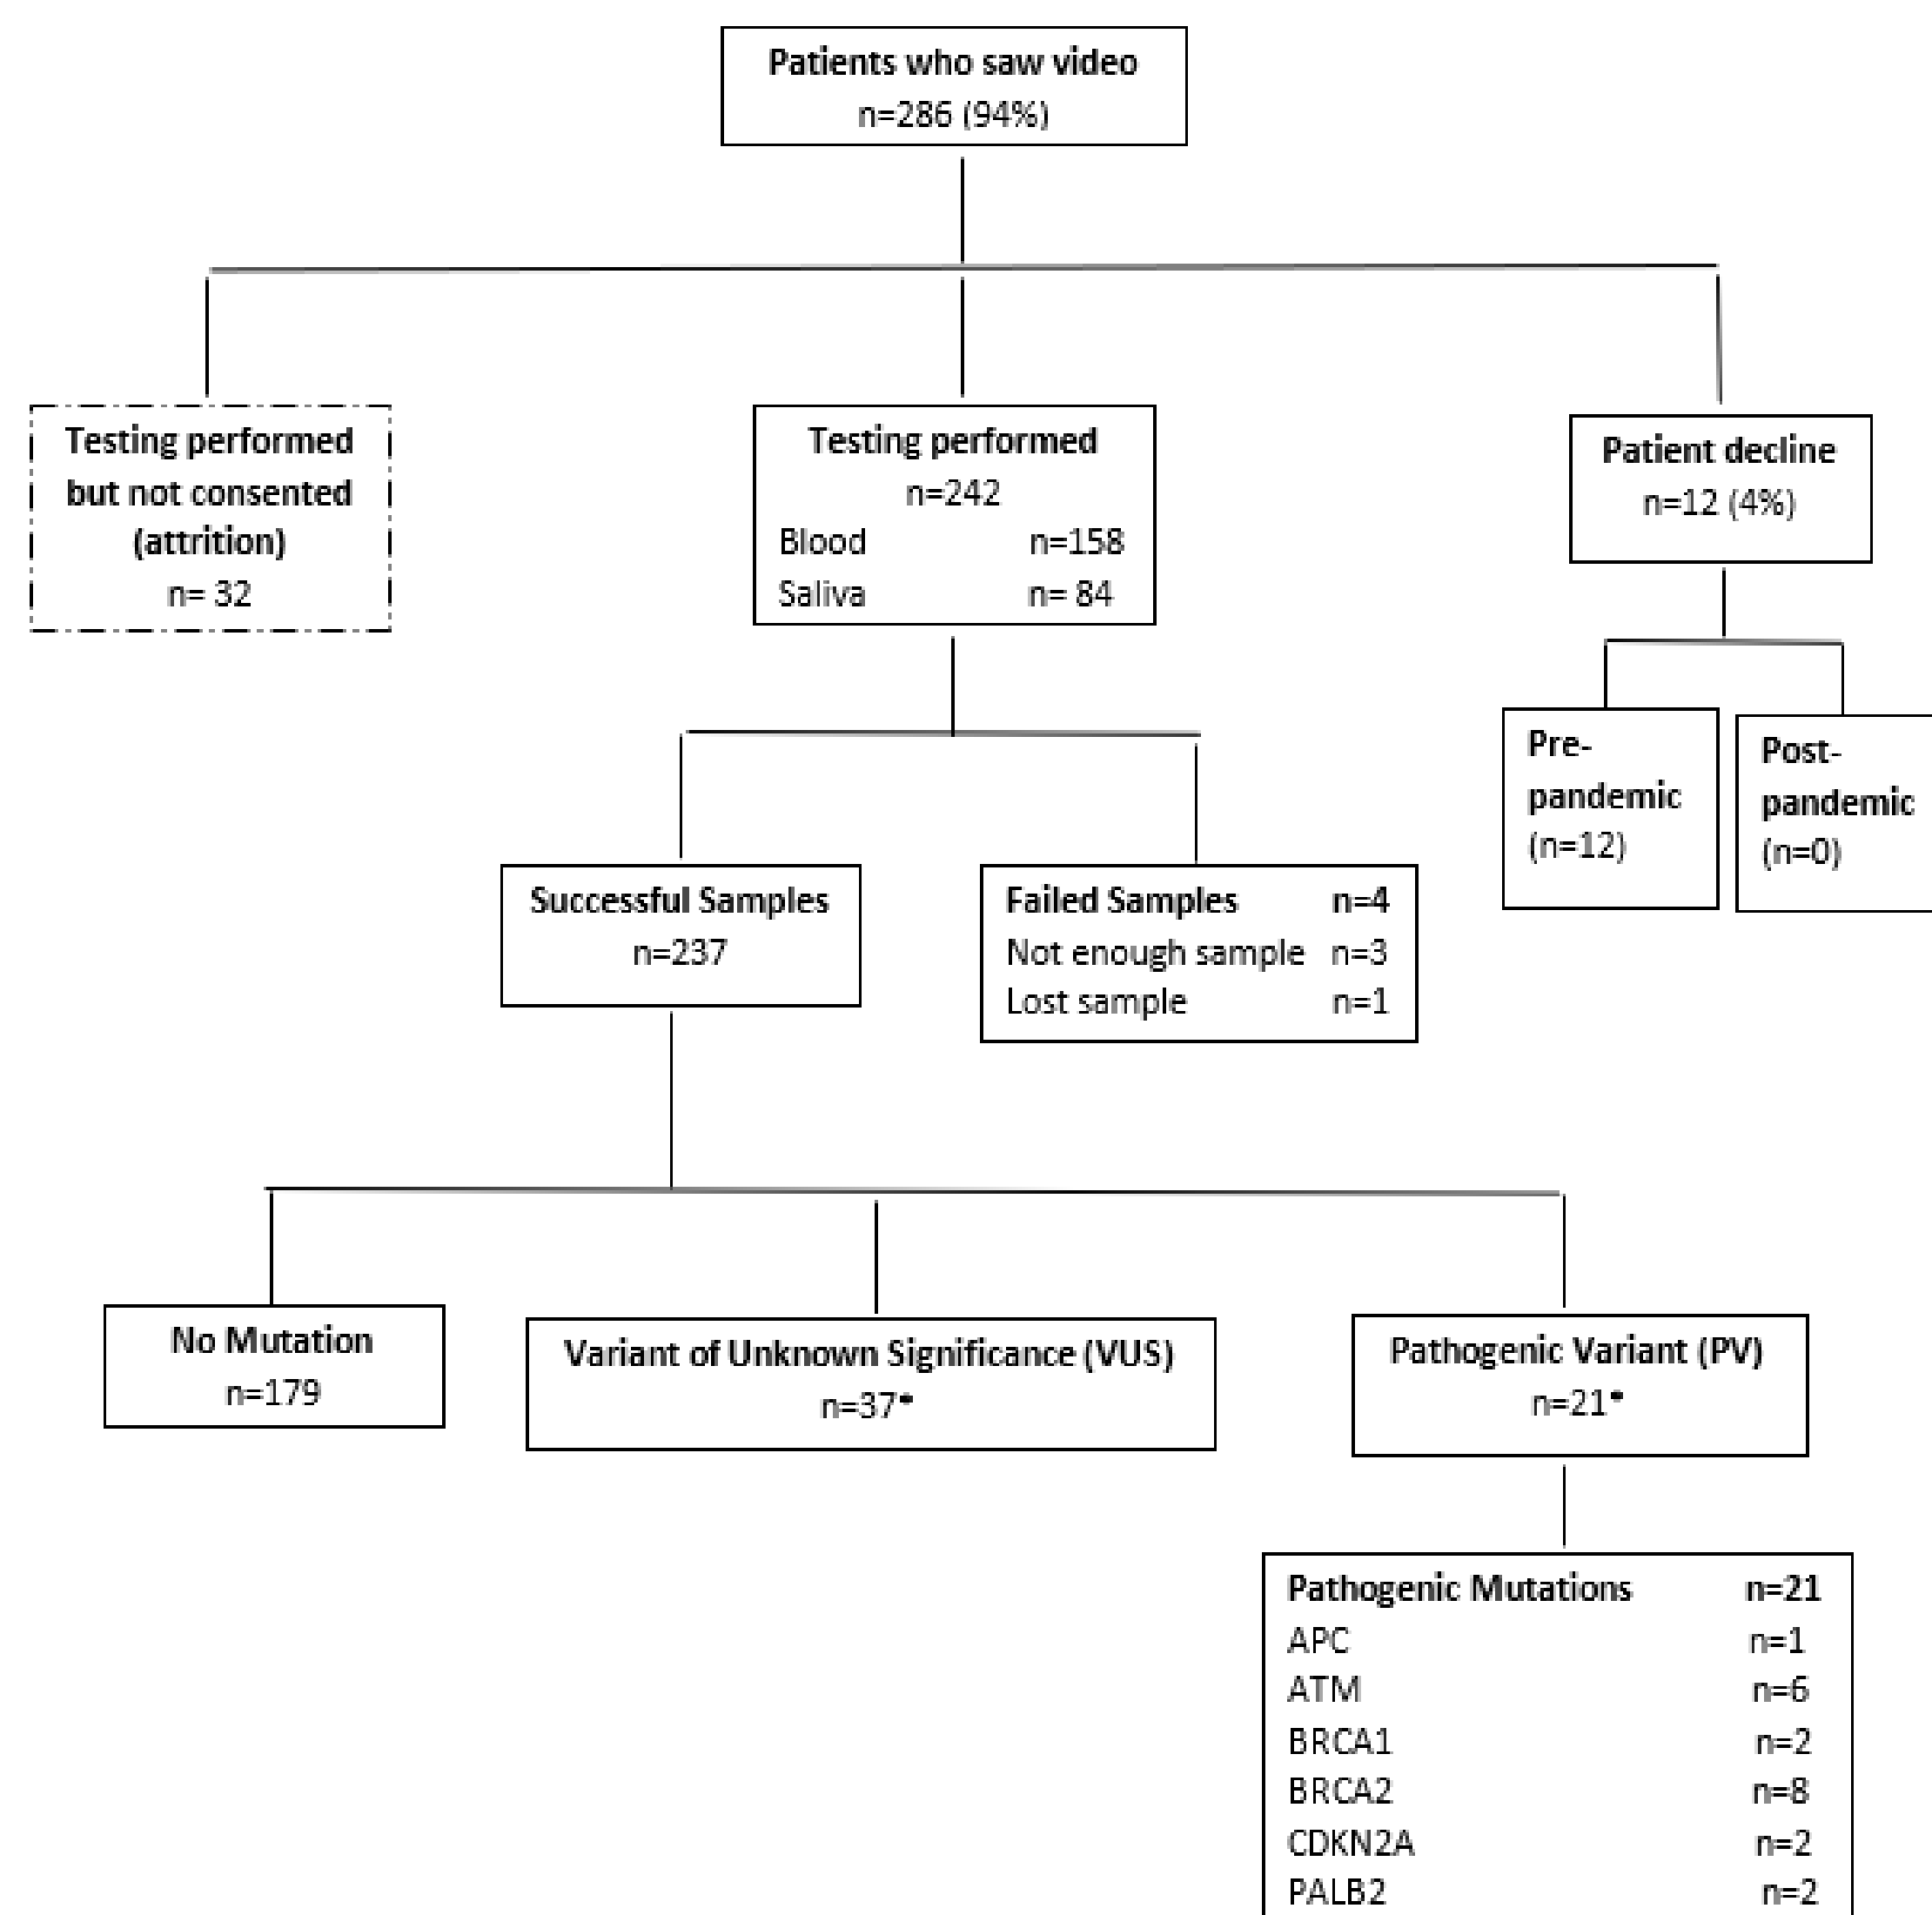 Patients who saw video
n=286 (94%)
Testing performed
but not consented
(attrition)
n= 32
Testing performed
n=242
Blood n=158
Saliva n= 84
Patient decline
n=12 (4%)
Pre-
pandemic
(n=12)
Post-
pandemic
(n=0)
Successful Samples
n=237
Failed Samples n=4
Not enough sample n=3
Lost sample n=1
No Mutation
n=179
Variant of Unknown Significance (VUS)
n=37*
Pathogenic Variant (PV)
n=21*
Pathogenic Mutations n=21
APC n=1
ATM n=6
BRCA1 n=2
BRCA2 n=8
CDKN2A n=2
PALB2 n=2